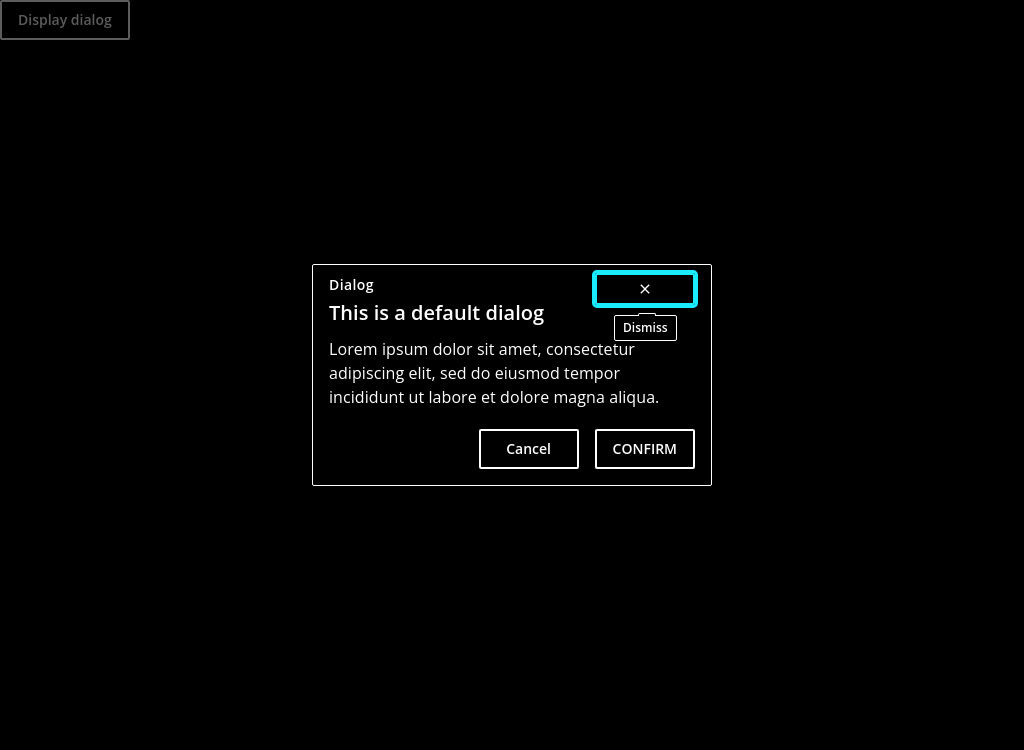 Display dialog
Dialog
This is a default dialog
Dismiss
Lorem ipsum dolor sit amet, consectetur
adipiscing elit, sed do eiusmod tempor
incididunt ut labore et dolore magna aliqua.
Cancel
CONFIRM